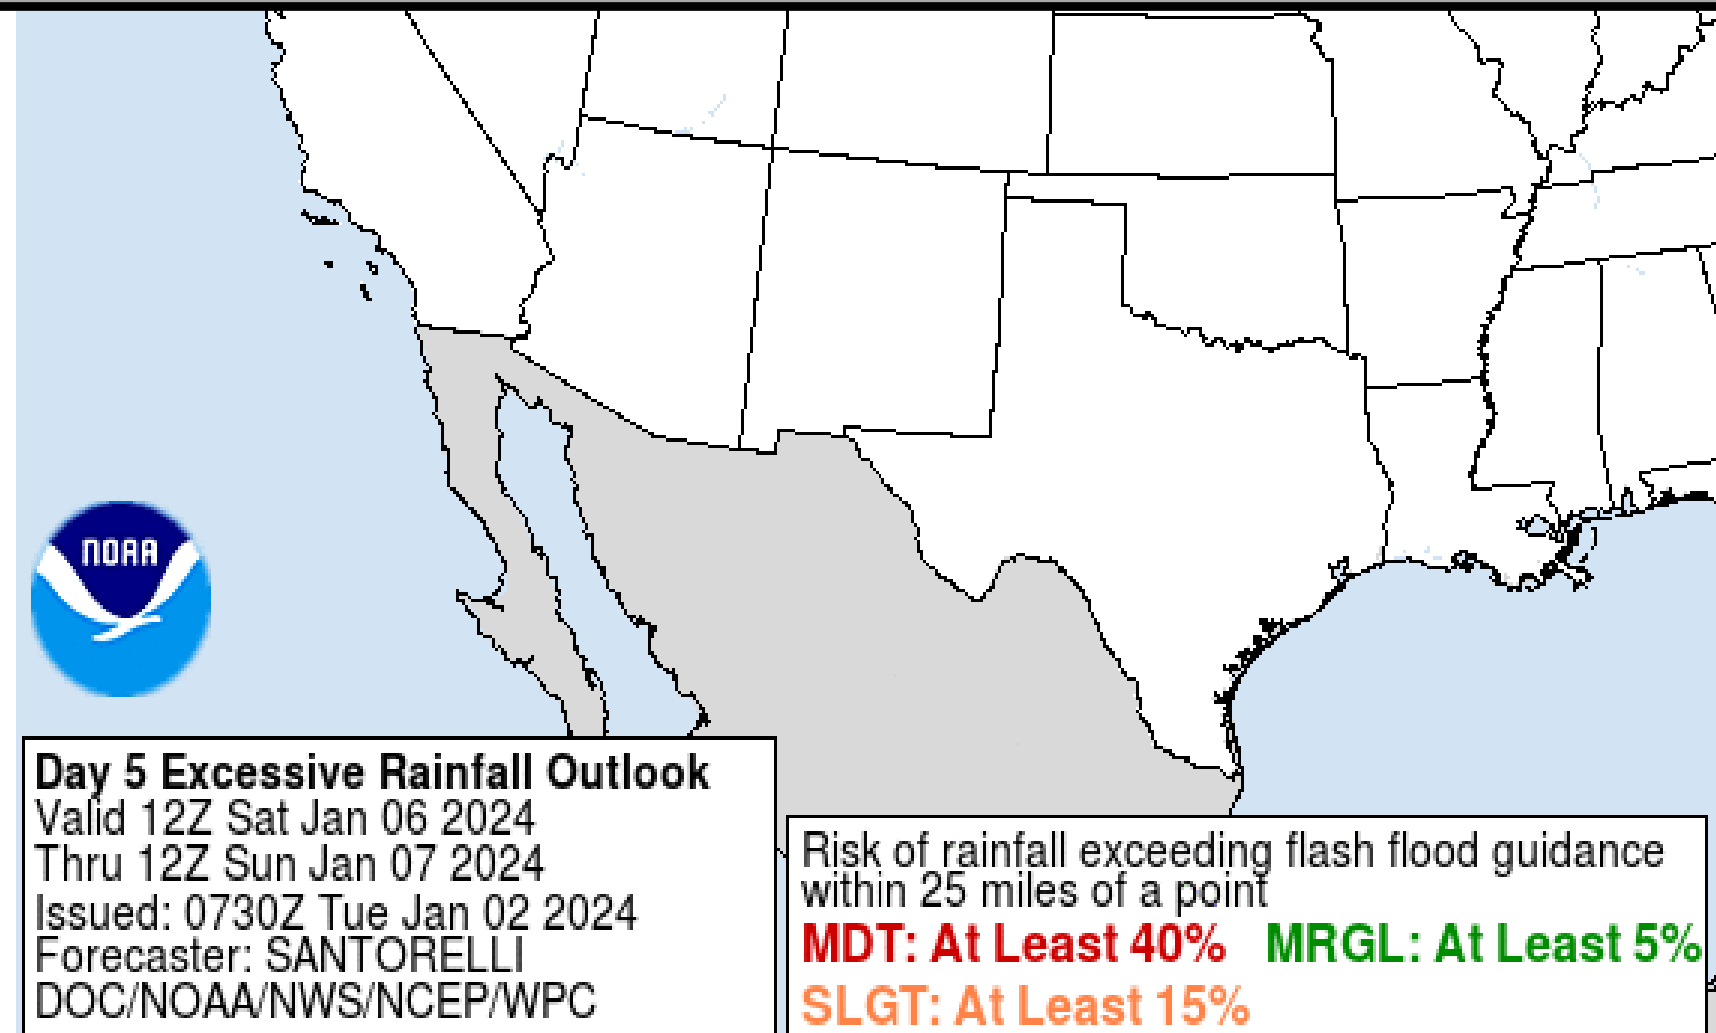 NOAA
Day 5 Excessive Rainfall Outlook
Valid 12Z Sat Jan 06 2024
Thru 12Z Sun Jan 07 2024
Issued: 0730Z Tue Jan 02 2024
Forecaster: SANTORELLI
DOC/NOAA/NWS/NCEP/WPC
Risk of rainfall exceeding flash flood guidance
within 25 miles of a point
MDT: At Least 40% MRGL: At Least 5%
SLGT: At Least 15%